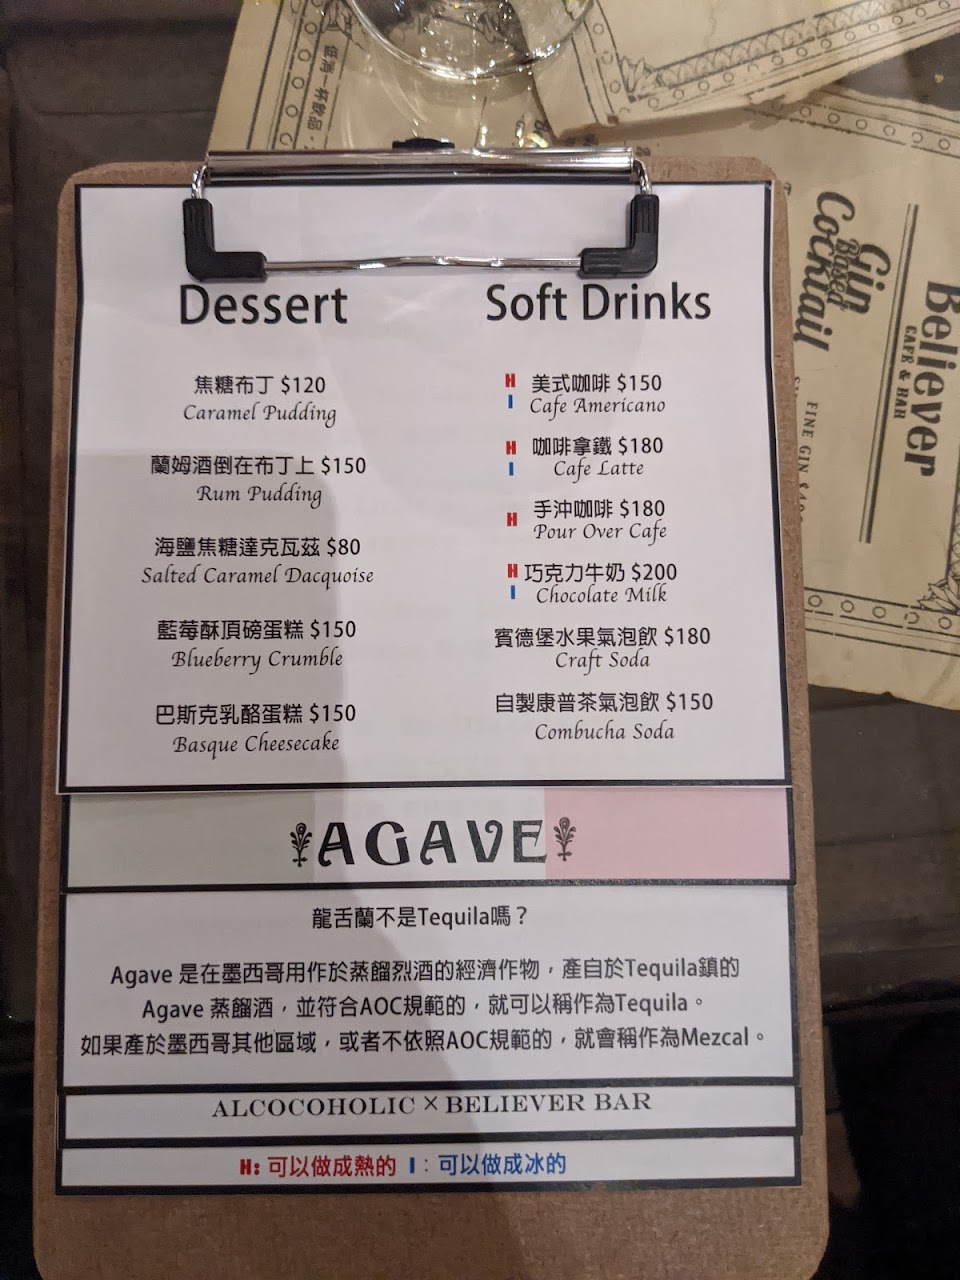 Dessert
焦糖布丁 $120
Caramel Pudding
蘭姆酒倒在布丁上 $150
Rum Pudding
海鹽焦糖達克瓦茲 $80
Salted Caramel Dacquoise
藍莓酥頂磅蛋糕 $150
Blueberry Crumble
巴斯克乳酪蛋糕 $150
Basque Cheesecake
Soft Drinks
H I 美式咖啡 $150
Cafe Americano
H I 咖啡拿鐵 $180
Cafe Latte
H 手沖咖啡 $180
Pour Over Cafe
H I 巧克力牛奶 $200
Chocolate Milk
賓德堡水果氣泡飲 $180
Craft Soda
自製康普茶氣泡飲 $150
Combucha Soda
AGAVE
龍舌蘭不是Tequila嗎？
Agave 是在墨西哥用作於蒸餾烈酒的經濟作物，產自於Tequila鎮的
Agave 蒸餾酒，並符合AOC規範的，就可以稱作為Tequila。
如果產於墨西哥其他區域，或者不依照AOC規範的，就會稱作為Mezcal。
ALCOCOHOLIC × BELIEVER BAR
H: 可以做成熱的 I：可以做成冰的
Believer
CAFE & BAR
Gin
Based
Cocktail
FINE GIN
低消一杯飲品